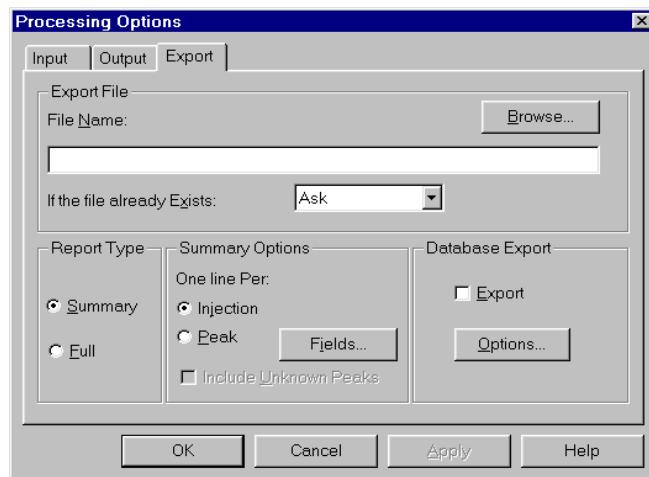 Processing Options
Input
Output
Export
Export File
File Name:
Browse...
If the file already Exists:
Ask
Report Type
Summary
Full
Summary Options
One line Per:
Injection
Peak
Fields...
Include Unknown Peaks
Database Export
Export
Options...
OK
Cancel
Apply
Help